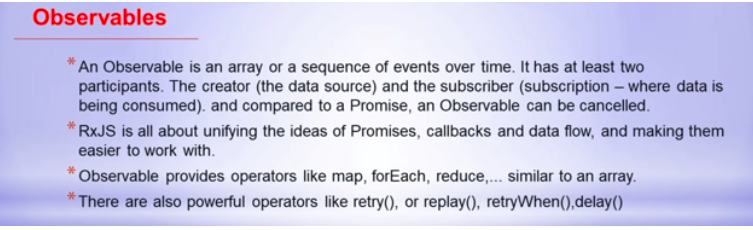 Observables
* An Observable is an array or a sequence of events over time. It has at least two
participants. The creator (the data source) and the subscriber (subscription – where data is
being consumed). and compared to a Promise, an Observable can be cancelled.
* RxJS is all about unifying the ideas of Promises, callbacks and data flow, and making them
easier to work with.
* Observable provides operators like map, forEach, reduce,... similar to an array.
* There are also powerful operators like retry(), or replay(), retryWhen(),delay()